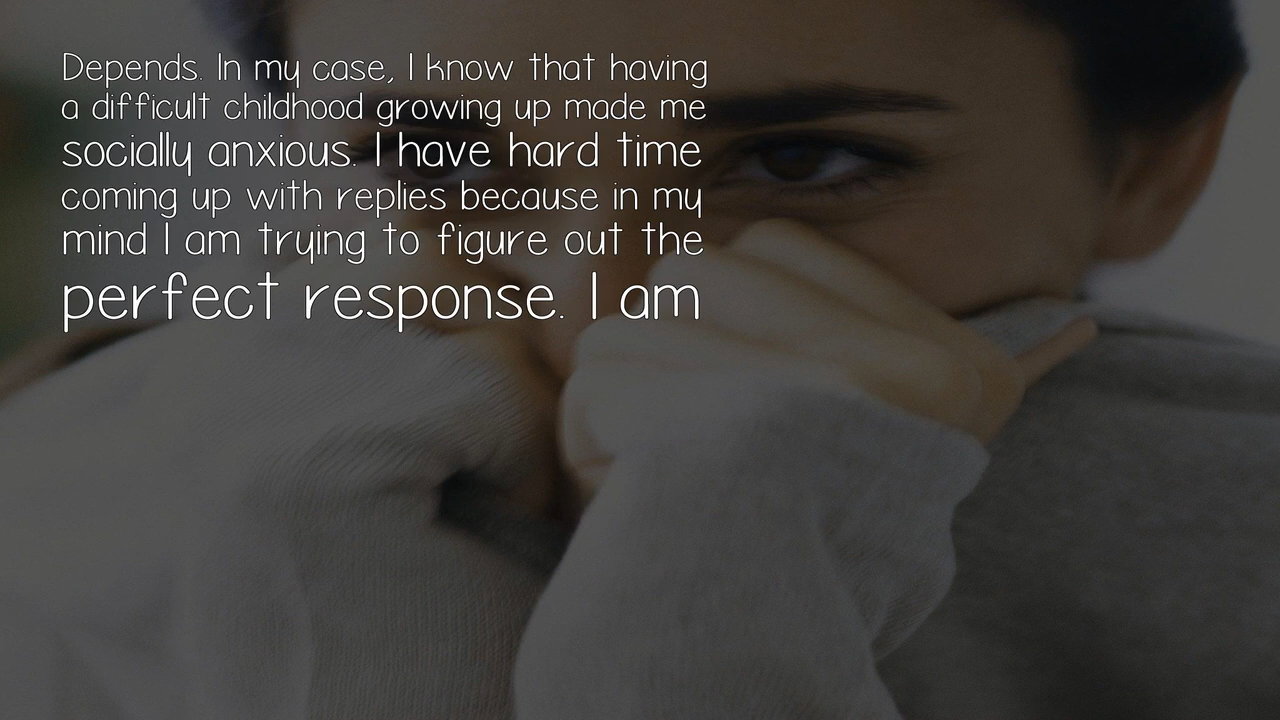 Depends. In my case, I know that having
a difficult childhood growing up made me
socially anxious. I have hard time
coming up with replies because in my
mind I am trying to figure out the
perfect response. I am